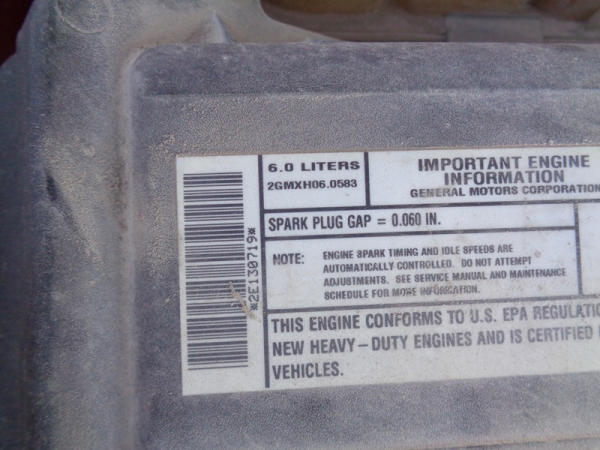 *2E130719*
6.0 LITERS
2GMXH06.0583
IMPORTANT ENGINE
INFORMATION
GENERAL MOTORS CORPORATION
SPARK PLUG GAP = 0.060 IN.
NOTE: ENGINE SPARK TIMING AND IDLE SPEEDS ARE
AUTOMATICALLY CONTROLLED. DO NOT ATTEMPT
ADJUSTMENTS. SEE SERVICE MANUAL AND MAINTENANCE
SCHEDULE FOR MORE INFORMATION.
THIS ENGINE CONFORMS TO U.S. EPA REGULATIO
NEW HEAVY-DUTY ENGINES AND IS CERTIFIED
VEHICLES.